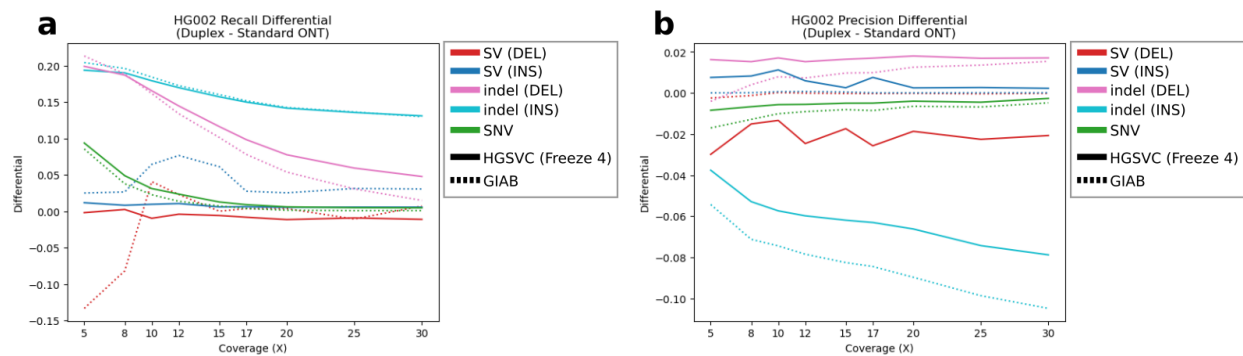 a
HG002 Recall Differential
(Duplex - Standard ONT)
Differential
0.20
0.15
0.10
0.05
0.00
−0.05
−0.10
−0.15
5 8 10 12 15 17 20 25 30
Coverage (X)
SV (DEL)
SV (INS)
indel (DEL)
indel (INS)
SNV
HGSVC (Freeze 4)
GIAB
b
HG002 Precision Differential
(Duplex - Standard ONT)
Differential
0.02
0.00
−0.02
−0.04
−0.06
−0.08
−0.10
5 8 10 12 15 17 20 25 30
Coverage (X)
SV (DEL)
SV (INS)
indel (DEL)
indel (INS)
SNV
HGSVC (Freeze 4)
GIAB